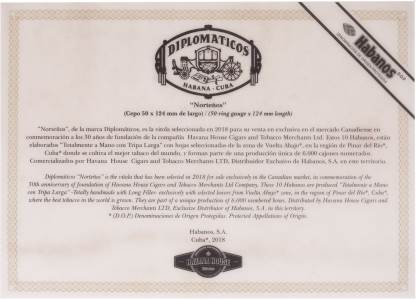 DIPLOMATICOS
HABANA - CUBA
Habanos s.a.
"Norteños"
(Cepo 50 x 124 mm de largo) / (50 ring gauge x 124 mm length)
"Norteños", de la marca Diplomaticos, es la vitola seleccionada en 2018 para su venta en exclusiva en el mercado Canadiense en
conmemoración a los 30 años de fundación de la compañía Havana House Cigars and Tobacco Merchants Ltd. Estos 10 Habanos, están
elaborados "Totalmente a Mano con Tripa Larga" con hojas seleccionadas de la zona de Vuelta Abajo*, en la región de Pinar del Río*,
Cuba* donde se cultiva el mejor tabaco del mundo, y forman parte de una producción única de 6.000 cajones numerados.
Comercializados por Havana House Cigars and Tobacco Merchants LTD, Distribuidor Exclusivo de Habanos, S.A. en este territorio.
Diplomaticos "Norteños" is the vitola that has been selected in 2018 for sale exclusively in the Canadian market, in commemoration of the
30th anniversary of foundation of Havana House Cigars and Tobacco Merchants Ltd Company. These 10 Habanos are produced "Totalmente a Mano
con Tripa Larga" -Totally handmade with Long Filler- exclusively with selected leaves from Vuelta Abajo* zone, in the region of Pinar del Río*, Cuba*,
where the best tobacco in the world is grown. They are part of a unique production of 6,000 numbered boxes. Distributed by Havana House Cigars and
Tobacco Merchants LTD, Exclusive Distributor of Habanos, S.A. in this territory.
* (D.O.P.) Denominaciones de Origen Protegidas. Protected Appellations of Origin.
Habanos, S.A.
Cuba*, 2018
HAVANA HOUSE